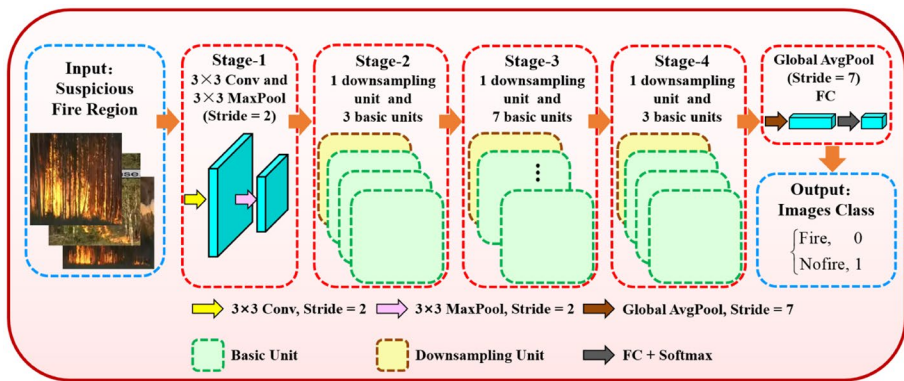 Input:
Suspicious
Fire Region
Stage-1
3×3 Conv and
3×3 MaxPool
(Stride = 2)
Stage-2
1 downsampling
unit and
3 basic units
Stage-3
1 downsampling
unit and
7 basic units
Stage-4
1 downsampling
unit and
3 basic units
Global AvgPool
(Stride = 7)
FC
Output:
Images Class
Fire, 0
Nofire, 1
3×3 Conv, Stride = 2
3×3 MaxPool, Stride = 2
Global AvgPool, Stride = 7
Basic Unit
Downsampling Unit
FC + Softmax